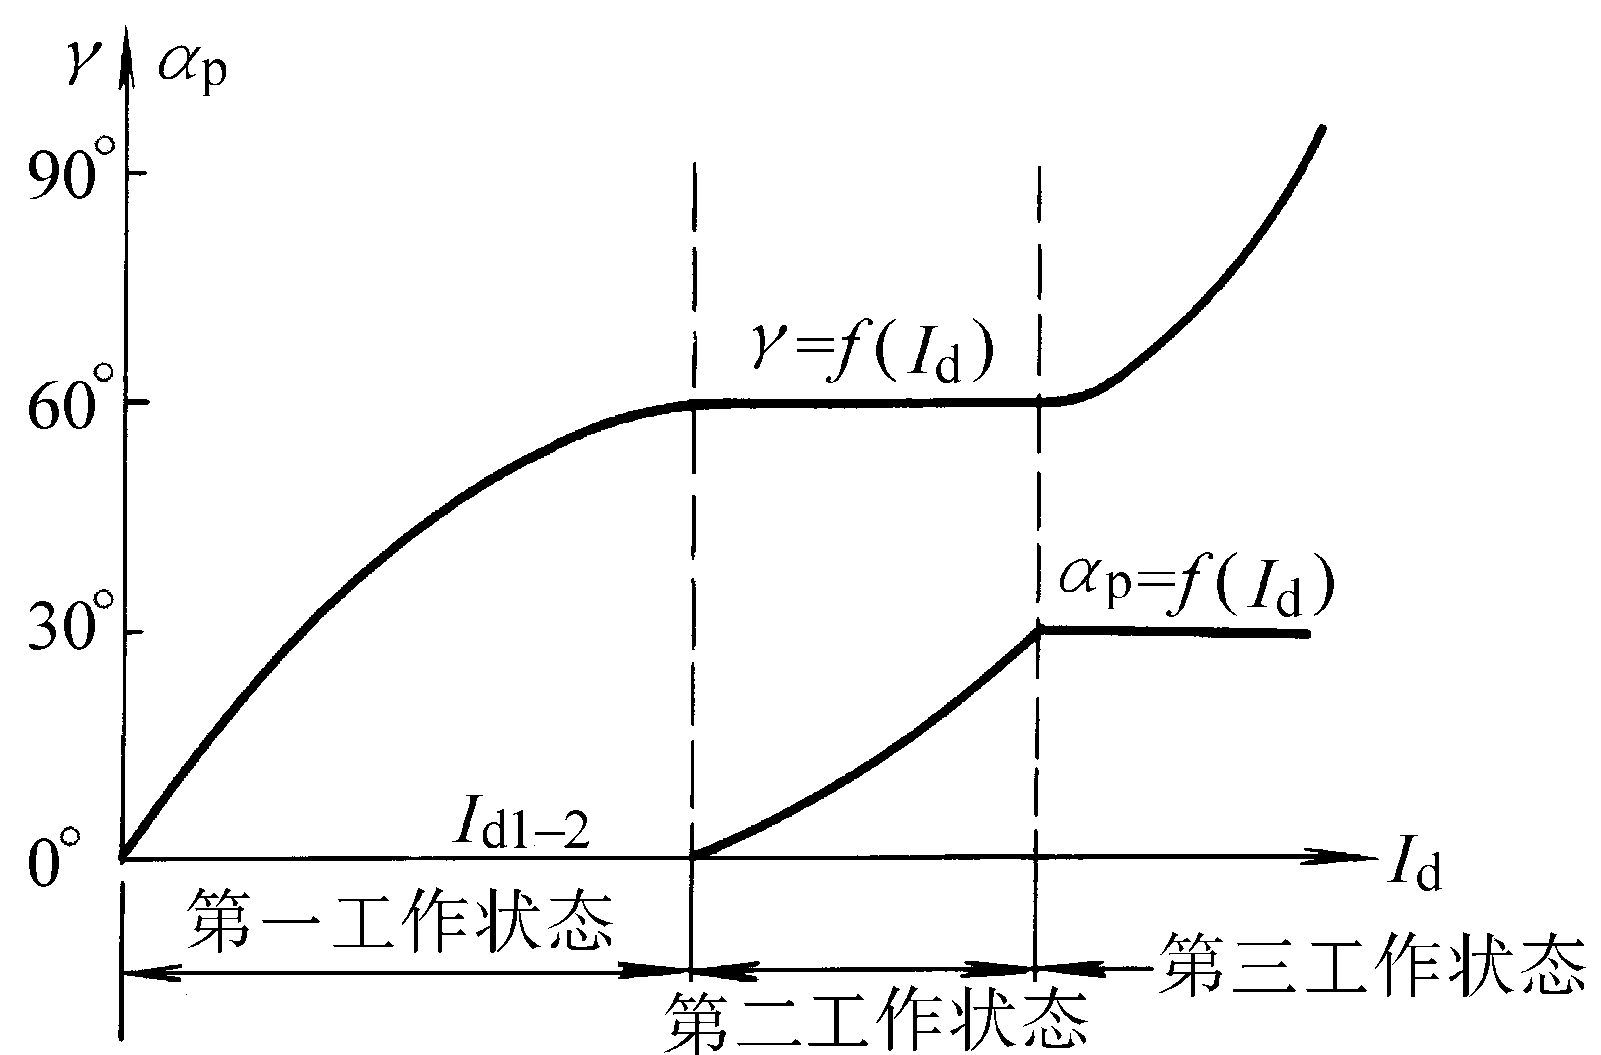 γ αp
90°
60°
30°
0°
γ=f(Id)
αp=f(Id)
Id1–2
Id
第一工作状态
第二工作状态
第三工作状态